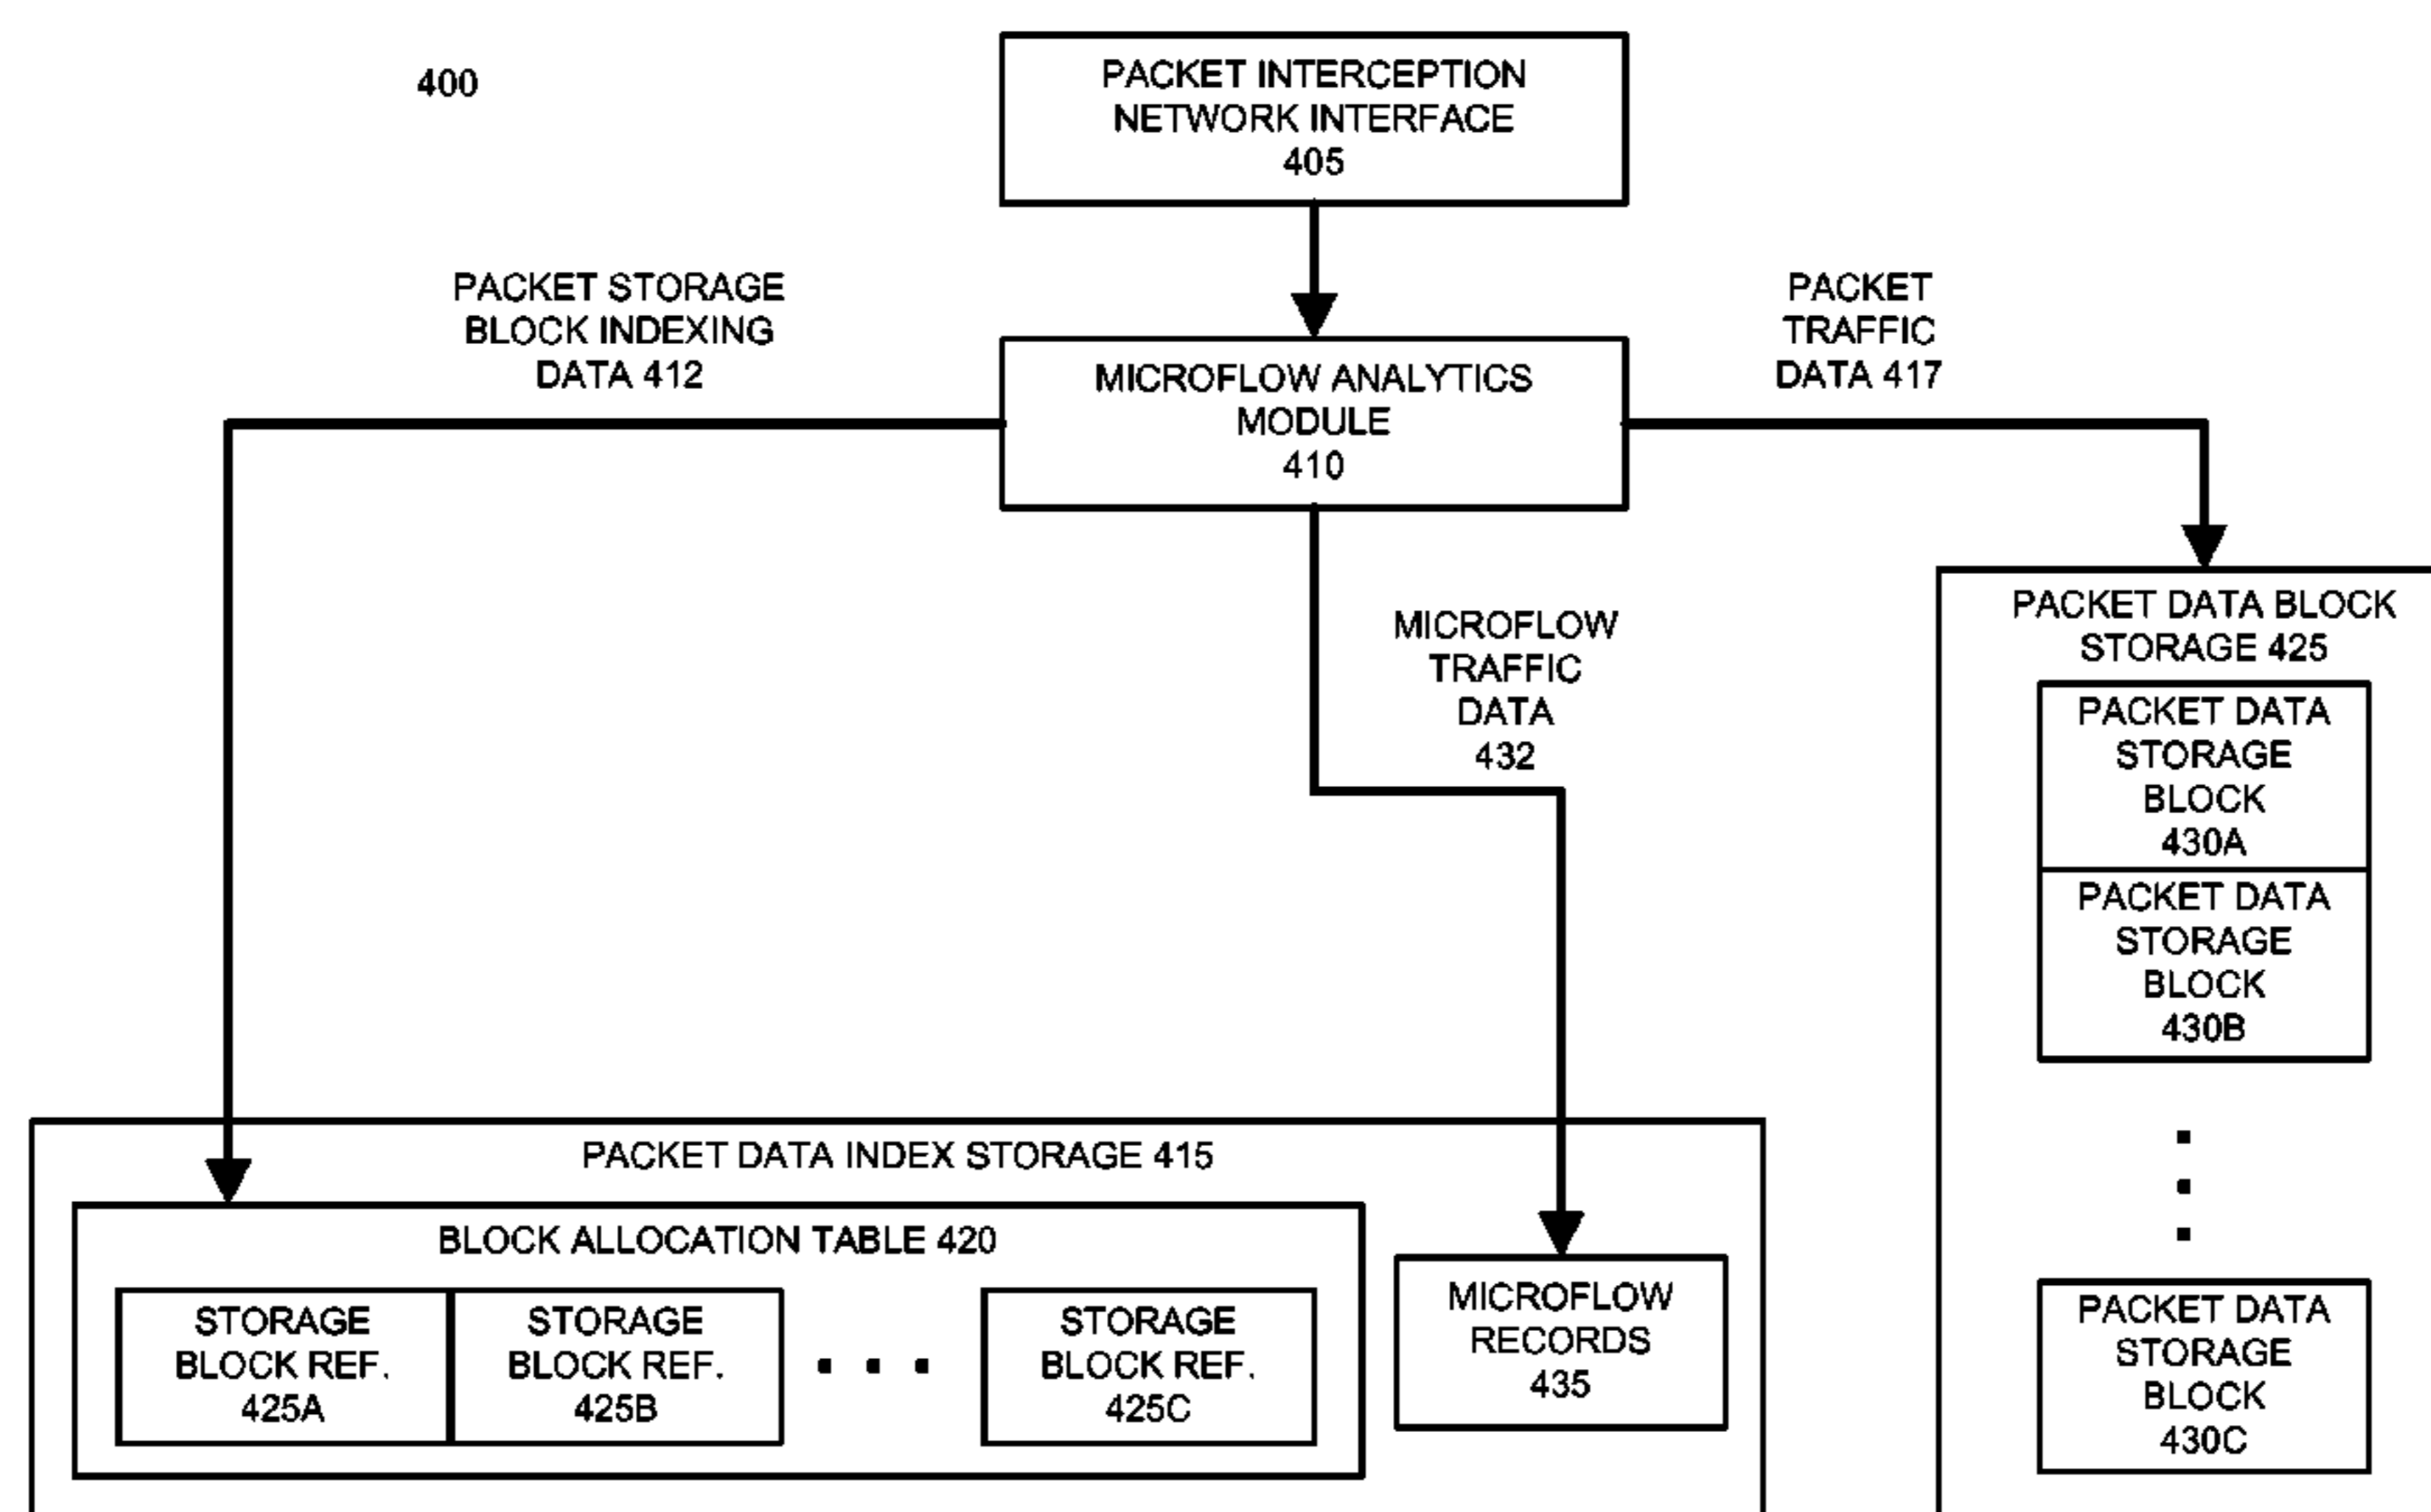 400
PACKET INTERCEPTION
NETWORK INTERFACE
405
PACKET STORAGE
BLOCK INDEXING
DATA 412
MICROFLOW ANALYTICS
MODULE
410
PACKET
TRAFFIC
DATA 417
MICROFLOW
TRAFFIC
DATA
432
PACKET DATA BLOCK
STORAGE 425
PACKET DATA
STORAGE
BLOCK
430A
PACKET DATA
STORAGE
BLOCK
430B
PACKET DATA
STORAGE
BLOCK
430C
PACKET DATA INDEX STORAGE 415
BLOCK ALLOCATION TABLE 420
STORAGE
BLOCK REF.
425A
STORAGE
BLOCK REF.
425B
STORAGE
BLOCK REF.
425C
MICROFLOW
RECORDS
435